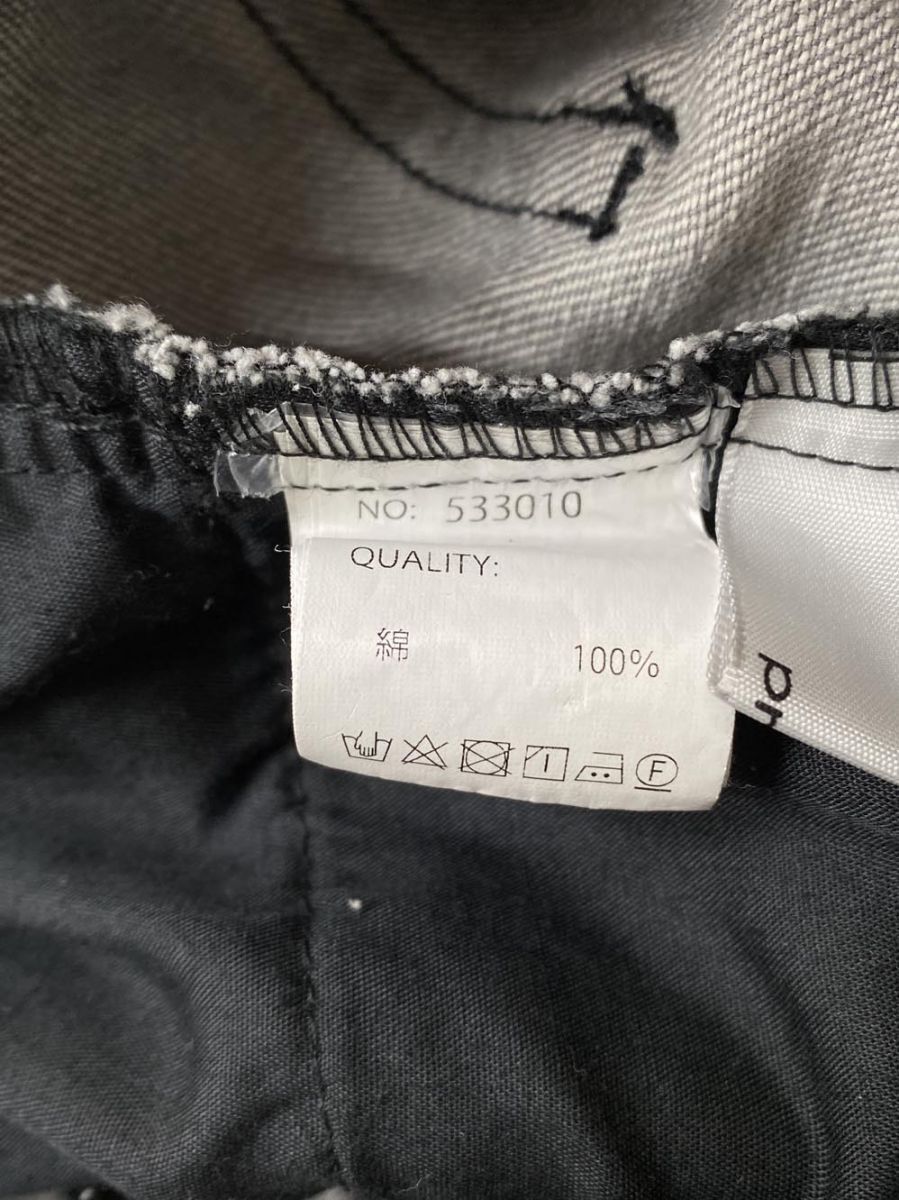 NO: 533010
QUALITY:
綿 100%
F